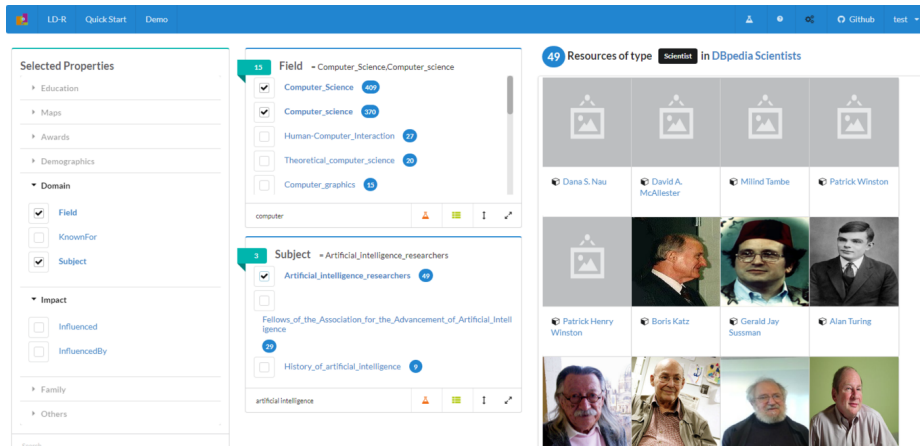 LD-R Quick Start Demo Github test
Selected Properties
Education
Maps
Awards
Demographics
Domain
Field
KnownFor
Subject
Impact
Influenced
InfluencedBy
Family
Others
15 Field = Computer_Science,Computer_science
Computer_Science 409
Computer_science 370
Human-Computer_Interaction 27
Theoretical_computer_science 20
Computer_graphics 15
computer
3 Subject = Artificial_intelligence_researchers
Artificial_intelligence_researchers 49
Fellows_of_the_Association_for_the_Advancement_of_Artificial_Intell
igence
29
History_of_artificial_intelligence 9
artificial intelligence
49 Resources of type Scientist in DBpedia Scientists
Dana S. Nau
David A.
McAllester
Milind Tambe
Patrick Winston
Patrick Henry
Winston
Boris Katz
Gerald Jay
Sussman
Alan Turing